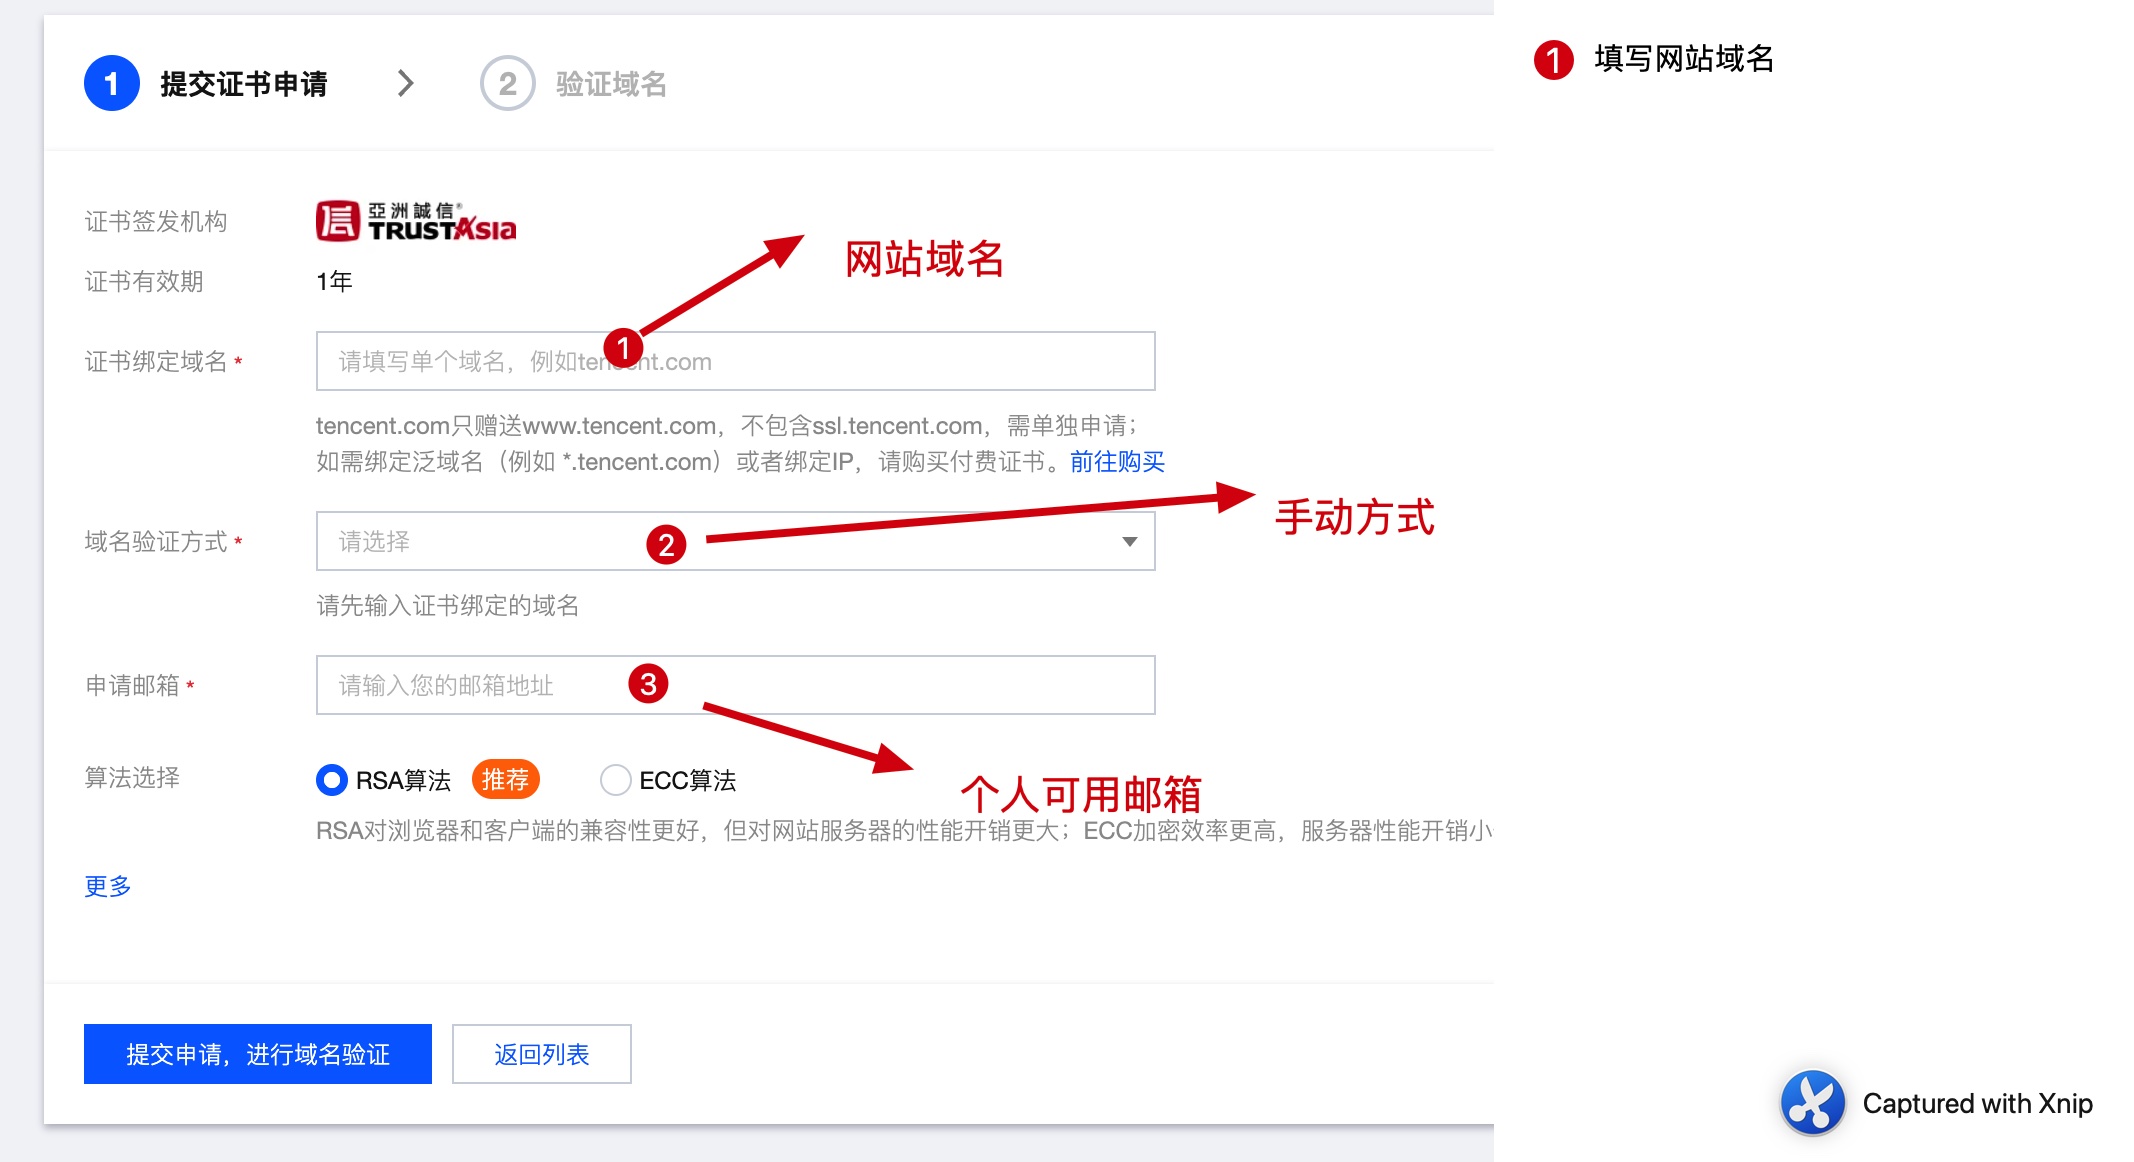 1 提交证书申请 > 2 验证域名
1 填写网站域名
证书签发机构 亞洲誠信® TRUSTAsia
网站域名
证书有效期 1年
证书绑定域名* 请填写单个域名，例如tencent.com
1
tencent.com只赠送www.tencent.com，不包含ssl.tencent.com，需单独申请；
如需绑定泛域名（例如 *.tencent.com）或者绑定IP，请购买付费证书。前往购买
域名验证方式* 请选择 2
手动方式
请先输入证书绑定的域名
申请邮箱* 请输入您的邮箱地址 3
个人可用邮箱
算法选择 RSA算法 推荐 ECC算法
RSA对浏览器和客户端的兼容性更好，但对网站服务器的性能开销更大；ECC加密效率更高，服务器性能开销小
更多
提交申请，进行域名验证 返回列表
Captured with Xnip